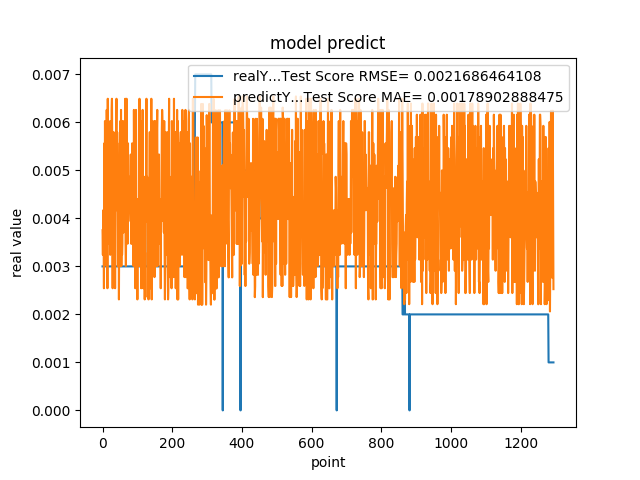 model predict
realY...Test Score RMSE= 0.0021686464108
predictY...Test Score MAE= 0.00178902888475
0.007
0.006
0.005
0.004
0.003
0.002
0.001
0.000
real value
0 200 400 600 800 1000 1200
point